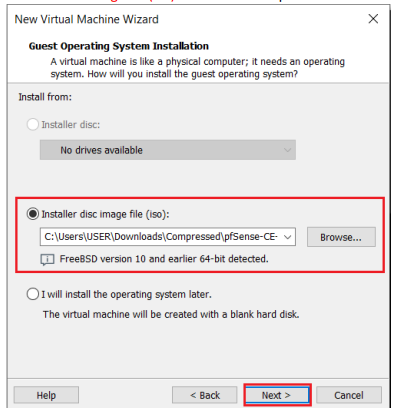 New Virtual Machine Wizard
Guest Operating System Installation
A virtual machine is like a physical computer; it needs an operating
system. How will you install the guest operating system?
Install from:
Installer disc:
No drives available
Installer disc image file (iso):
C:\Users\USER\Downloads\Compressed\pfSense-CE-
Browse...
FreeBSD version 10 and earlier 64-bit detected.
I will install the operating system later.
The virtual machine will be created with a blank hard disk.
Help
< Back
Next >
Cancel